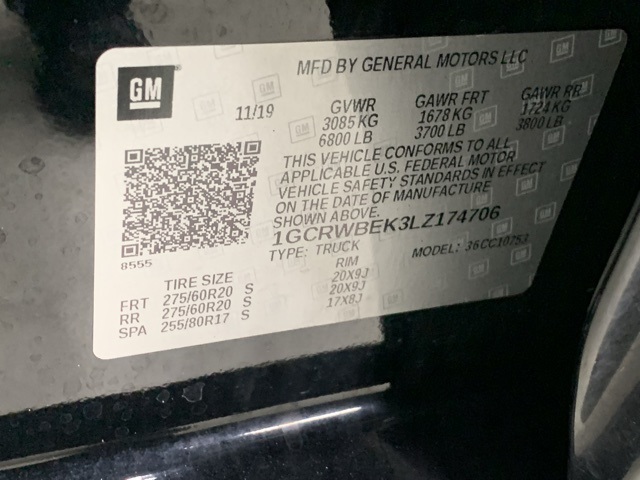 GM
MFD BY GENERAL MOTORS LLC
11/19 GVWR GAWR FRT GAWR RR
3085 KG 1678 KG 1724 KG
6800 LB 3700 LB 3800 LB
THIS VEHICLE CONFORMS TO ALL
APPLICABLE U.S. FEDERAL MOTOR
VEHICLE SAFETY STANDARDS IN EFFECT
ON THE DATE OF MANUFACTURE
SHOWN ABOVE.
1GCRWBEK3LZ174706
8555 TYPE: TRUCK MODEL: 36CC10753
TIRE SIZE RIM
FRT 275/60R20 S 20X9J
RR 275/60R20 S 20X9J
SPA 255/80R17 S 17X8J